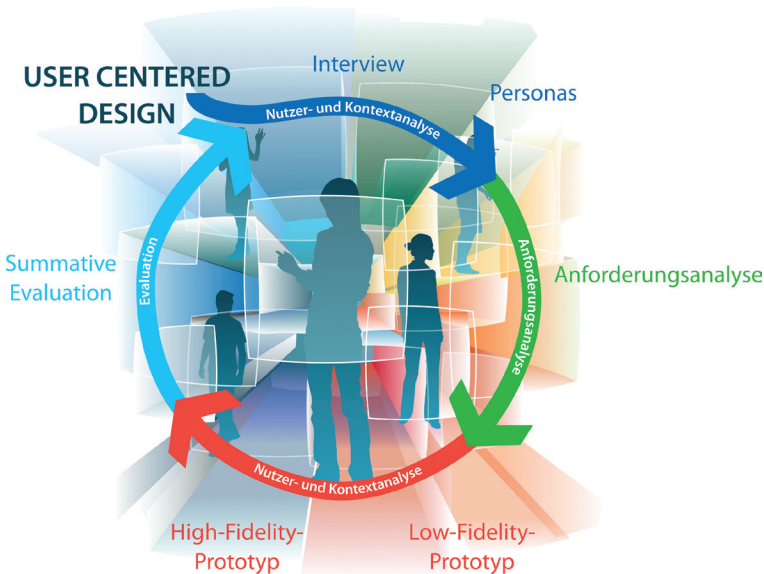 USER CENTERED
DESIGN
Interview
Personas
Nutzer- und Kontextanalyse
Anforderungsanalyse
Anforderungsanalyse
Low-Fidelity-
Prototyp
High-Fidelity-
Prototyp
Nutzer- und Kontextanalyse
Summative
Evaluation
Evaluation